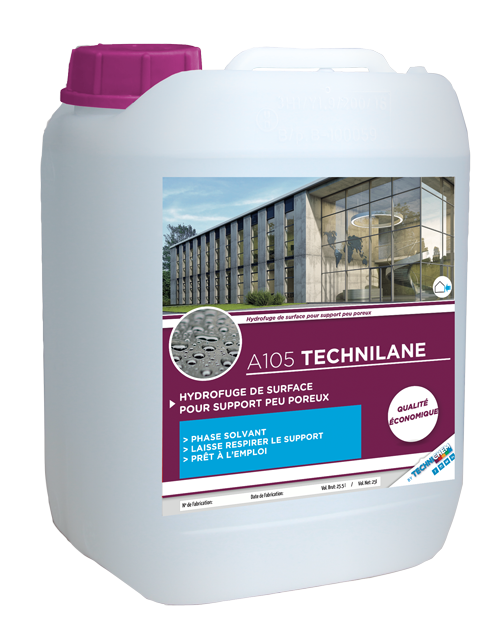 Hydrofuge de surface pour support peu poreux
A105 TECHNILANE
HYDROFUGE DE SURFACE
POUR SUPPORT PEU POREUX
QUALITÉ
ÉCONOMIQUE
> PHASE SOLVANT
> LAISSE RESPIRER LE SUPPORT
> PRÊT À L'EMPLOI
TECHNICHEM
N° de Fabrication: Date de Fabrication: Vol. Brut: 25.5 l / Vol. Net: 25l